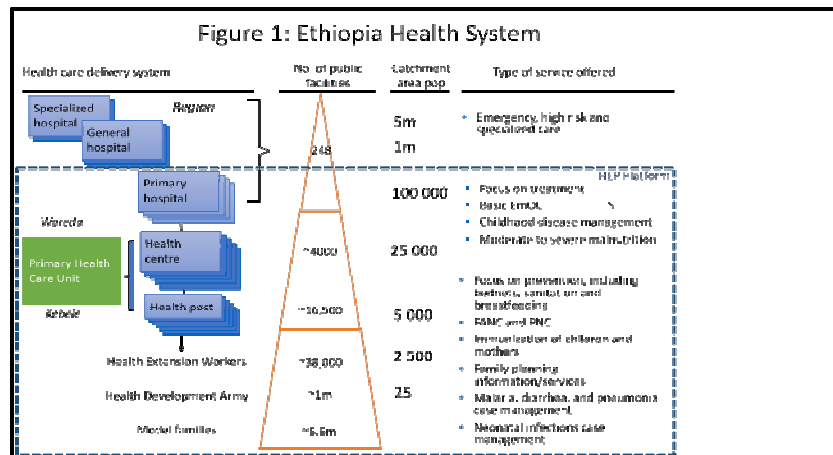 Figure 1: Ethiopia Health System
Health care delivery system
No. of public
facilities
Catchment
area pop
Type of service offered
Specialized
hospital
Region
General
hospital
248
5m
1m
Emergency, high risk and
specialized care
HEP Platform
Primary
hospital
100 000
Focus on treatment
Basic EmOC
Childhood disease management
Moderate to severe malnutrition
Woreda
Primary Health
Care Unit
Health
centre
~4000
25 000
Kebele
Health post
~16,500
5 000
Focus on prevention, including
bednets, sanitation and
breastfeeding
FANC and PNC
Immunization of children and
mothers
Family planning
information/services
Malaria, diarrhea, and pneumonia
case management
Neonatal infections case
management
Health Extension Workers
~38,000
2 500
Health Development Army
~1m
25
Model families
~5.5m